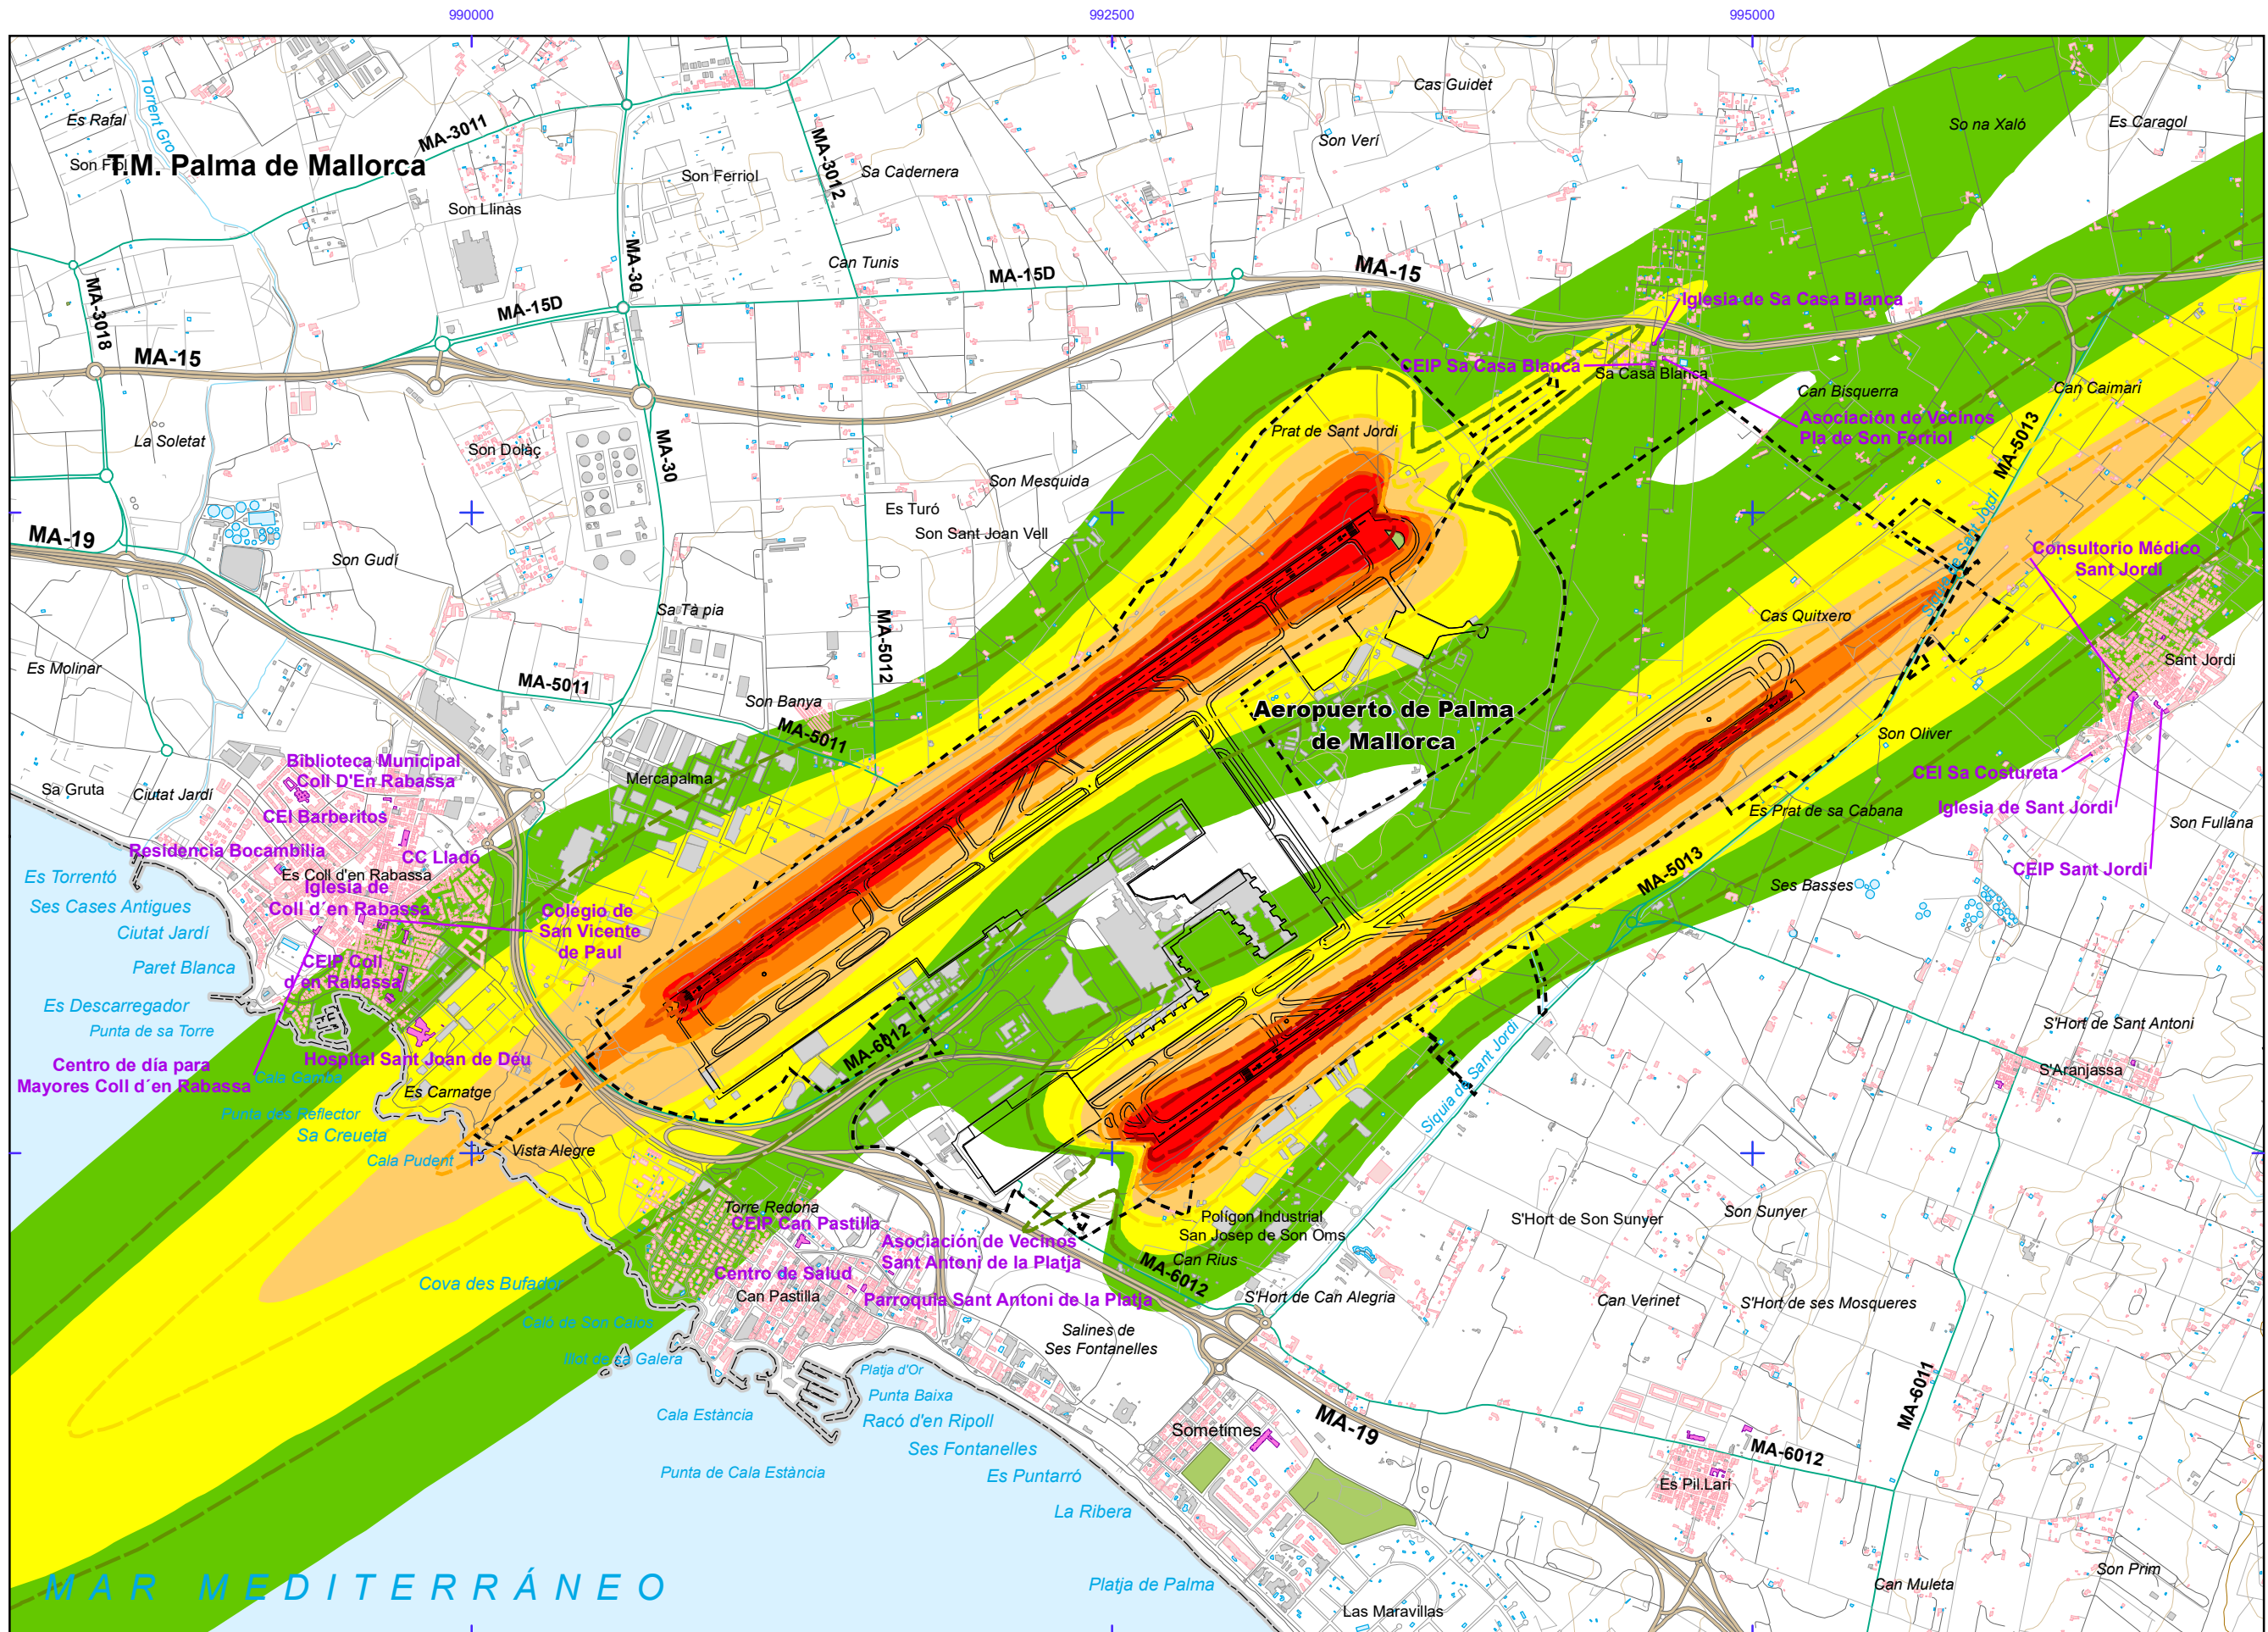 990000
992500
995000
Cas Guidet
Torrent Gro
Es Rafal
MA-3011
MA-3012
Son Verí
So na Xaló
Es Caragol
T.M. Palma de Mallorca
Son Ferriol
Sa Cadernera
Son Llinàs
MA-30
Can Tunis
MA-15D
MA-15
MA-3018
MA-15D
Iglesia de Sa Casa Blanca
MA-15
CEIP Sa Casa Blanca
Sa Casa Blanca
Can Bisquerra
Can Caimari
Asociación de Vecinos
Pla de Son Ferriol
MA-5013
La Soletat
Son Dolaç
MA-30
Prat de Sant Jordi
Son Mesquida
Es Turó
Son Sant Joan Vell
MA-19
Son Gudí
Consultorio Médico
Sant Jordi
Síquia de Sant Jordi
Sa Tà pia
Cas Quitxero
MA-5012
Es Molinar
Sant Jordi
MA-5011
Son Banya
MA-5011
Aeropuerto de Palma
de Mallorca
Son Oliver
Biblioteca Municipal
Coll D'En Rabassa
Mercapalma
CEI Sa Costureta
Sa Gruta
Ciutat Jardí
CEI Barberitos
Es Prat de sa Cabana
Iglesia de Sant Jordi
Son Fullana
Residencia Bocambilia
CC Lladó
CEIP Sant Jordi
Es Torrentó
Es Coll d'en Rabassa
Iglesia de
Coll d´en Rabassa
MA-5013
Ses Basses
Ses Cases Antigues
Colegio de
San Vicente
de Paul
Ciutat Jardí
Paret Blanca
CEIP Coll
d'en Rabassa
Es Descarregador
Punta de sa Torre
MA-6012
Síquia de Sant Jordi
S'Hort de Sant Antoni
Hospital Sant Joan de Déu
Centro de día para
Mayores Coll d´en Rabassa
Cala Gamba
S'Aranjassa
Es Carnatge
Punta des Reflector
Sa Creueta
Vista Alegre
Cala Pudent
Torre Redona
CEIP Can Pastilla
Polígon Industrial
San Josep de Son Oms
S'Hort de Son Sunyer
Son Sunyer
Asociación de Vecinos
Sant Antoni de la Platja
Can Rius
MA-6012
Centro de Salud
Cova des Bufador
Can Pastilla
Parroquia Sant Antoni de la Platja
S'Hort de Can Alegria
Can Verinet
S'Hort de ses Mosqueres
Caló de Son Caios
Salines de
Ses Fontanelles
Illot de sa Galera
Platja d'Or
Punta Baixa
MA-6011
Cala Estància
Racó d'en Ripoll
Sometimes
MA-19
Ses Fontanelles
MA-6012
Punta de Cala Estància
Es Puntarró
Es Pil.Larí
La Ribera
MAR MEDITERRÁNEO
Platja de Palma
Can Muleta
Son Prim
Las Maravillas